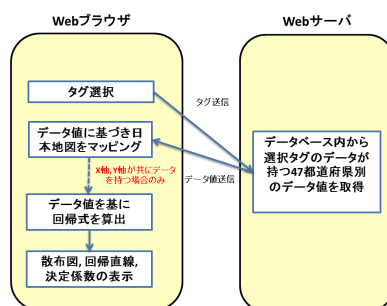 Webブラウザ
Webサーバ
タグ選択
タグ送信
データ値に基づき日
本地図をマッピング
データベース内から
選択タグのデータが
持つ47都道府県別
のデータ値を取得
X軸,Y軸が共にデータ
を持つ場合のみ
データ値送信
データ値を基に
回帰式を算出
散布図, 回帰直線,
決定係数の表示